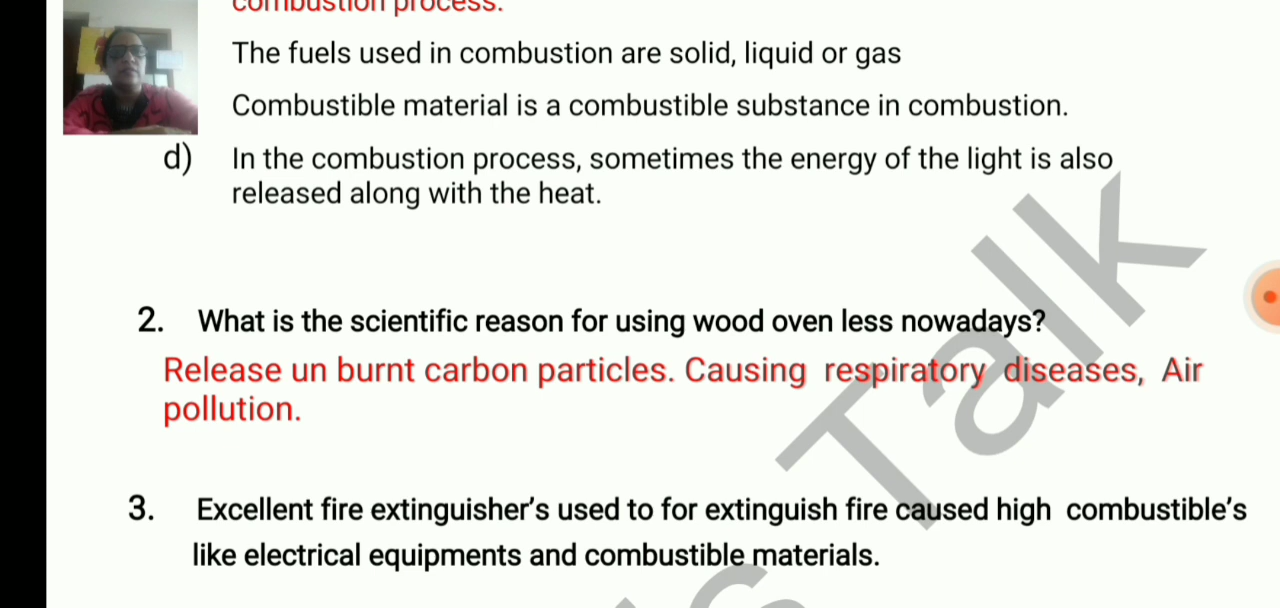 combustion process.
The fuels used in combustion are solid, liquid or gas
Combustible material is a combustible substance in combustion.
d) In the combustion process, sometimes the energy of the light is also
released along with the heat.
2. What is the scientific reason for using wood oven less nowadays?
Release un burnt carbon particles. Causing respiratory diseases, Air
pollution.
3. Excellent fire extinguisher's used to for extinguish fire caused high combustible's
like electrical equipments and combustible materials.
Talk